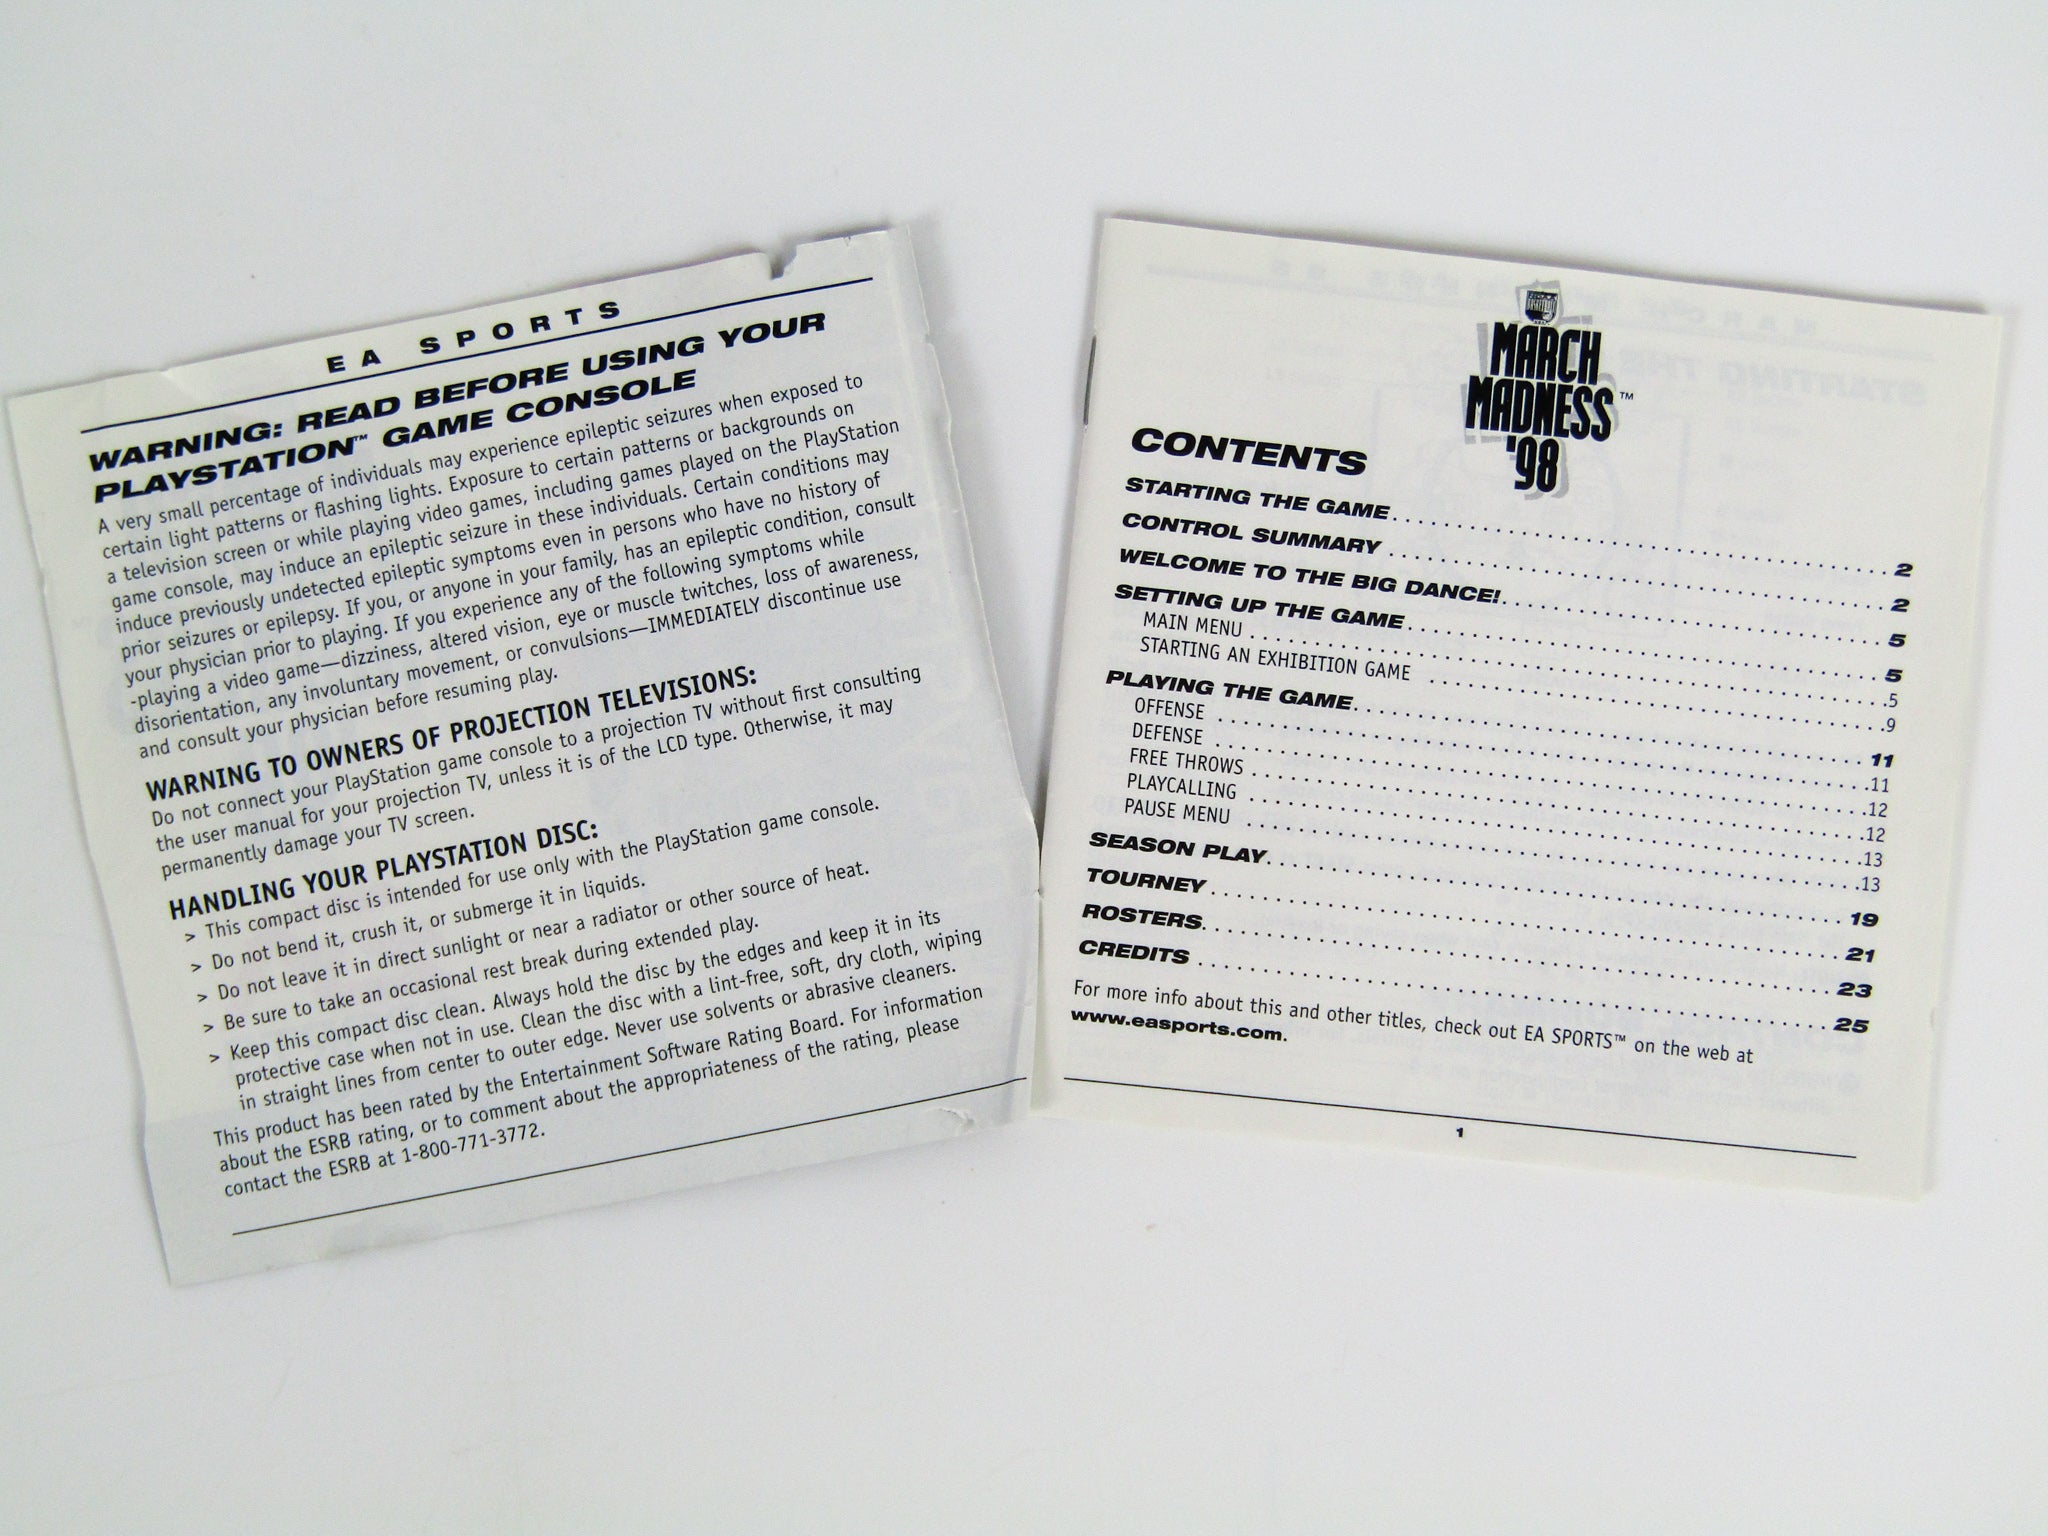 EA SPORTS
WARNING: READ BEFORE USING YOUR
PLAYSTATION™ GAME CONSOLE
A very small percentage of individuals may experience epileptic seizures when exposed to
certain light patterns or flashing lights. Exposure to certain patterns or backgrounds on
a television screen or while playing video games, including games played on the PlayStation
game console, may induce an epileptic seizure in these individuals. Certain conditions may
induce previously undetected epileptic symptoms even in persons who have no history of
prior seizures or epilepsy. If you, or anyone in your family, has an epileptic condition, consult
your physician prior to playing. If you experience any of the following symptoms while
-playing a video game—dizziness, altered vision, eye or muscle twitches, loss of awareness,
disorientation, any involuntary movement, or convulsions—IMMEDIATELY discontinue use
and consult your physician before resuming play.
WARNING TO OWNERS OF PROJECTION TELEVISIONS:
Do not connect your PlayStation game console to a projection TV without first consulting
the user manual for your projection TV, unless it is of the LCD type. Otherwise, it may
permanently damage your TV screen.
HANDLING YOUR PLAYSTATION DISC:
> This compact disc is intended for use only with the PlayStation game console.
> Do not bend it, crush it, or submerge it in liquids.
> Do not leave it in direct sunlight or near a radiator or other source of heat.
> Be sure to take an occasional rest break during extended play.
> Keep this compact disc clean. Always hold the disc by the edges and keep it in its
protective case when not in use. Clean the disc with a lint-free, soft, dry cloth, wiping
in straight lines from center to outer edge. Never use solvents or abrasive cleaners.
This product has been rated by the Entertainment Software Rating Board. For information
about the ESRB rating, or to comment about the appropriateness of the rating, please
contact the ESRB at 1-800-771-3772.
MARCH
MADNESS™
'98
CONTENTS
STARTING THE GAME 2
CONTROL SUMMARY 2
WELCOME TO THE BIG DANCE! 5
SETTING UP THE GAME 5
MAIN MENU 5
STARTING AN EXHIBITION GAME 9
PLAYING THE GAME 11
OFFENSE 11
DEFENSE 12
FREE THROWS 12
PLAYCALLING 13
PAUSE MENU 13
SEASON PLAY 19
TOURNEY 21
ROSTERS 23
CREDITS 25
For more info about this and other titles, check out EA SPORTS™ on the web at
www.easports.com.
1